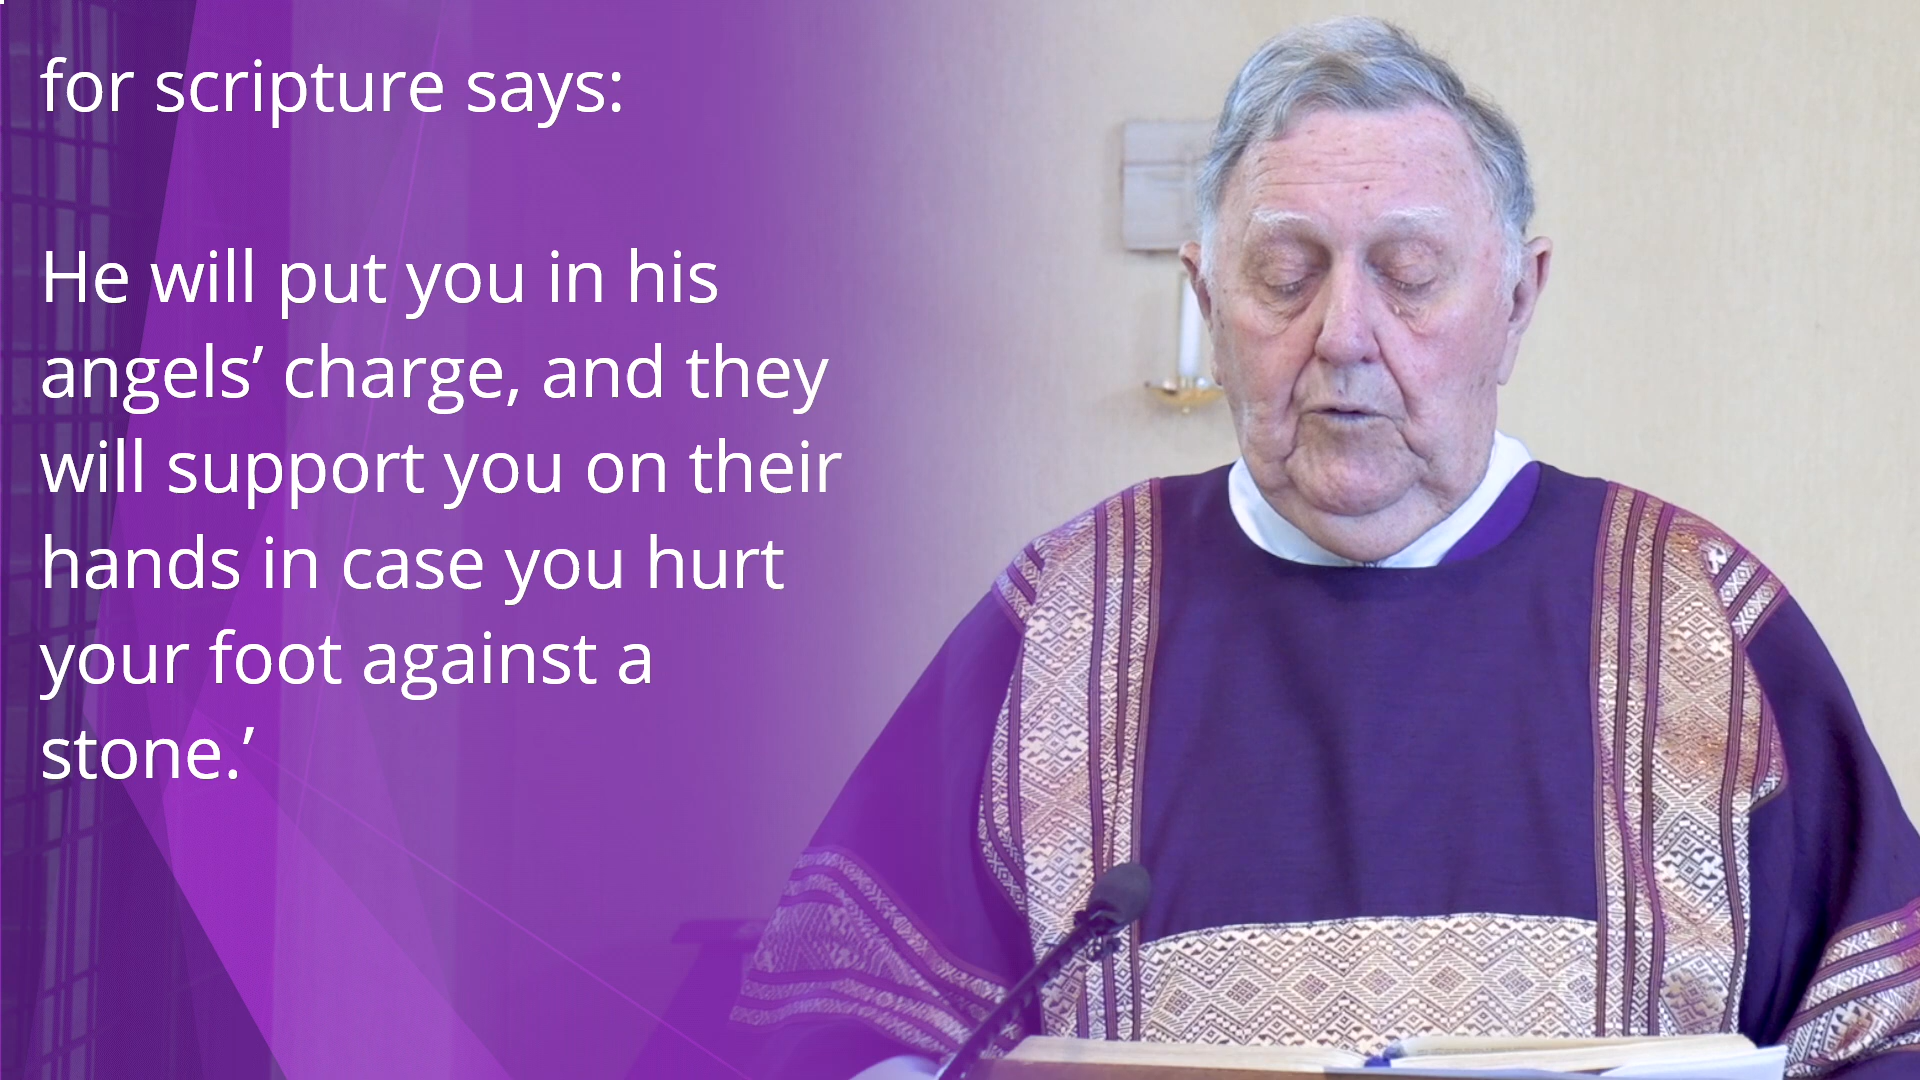 for scripture says:
He will put you in his
angels’ charge, and they
will support you on their
hands in case you hurt
your foot against a
stone.’